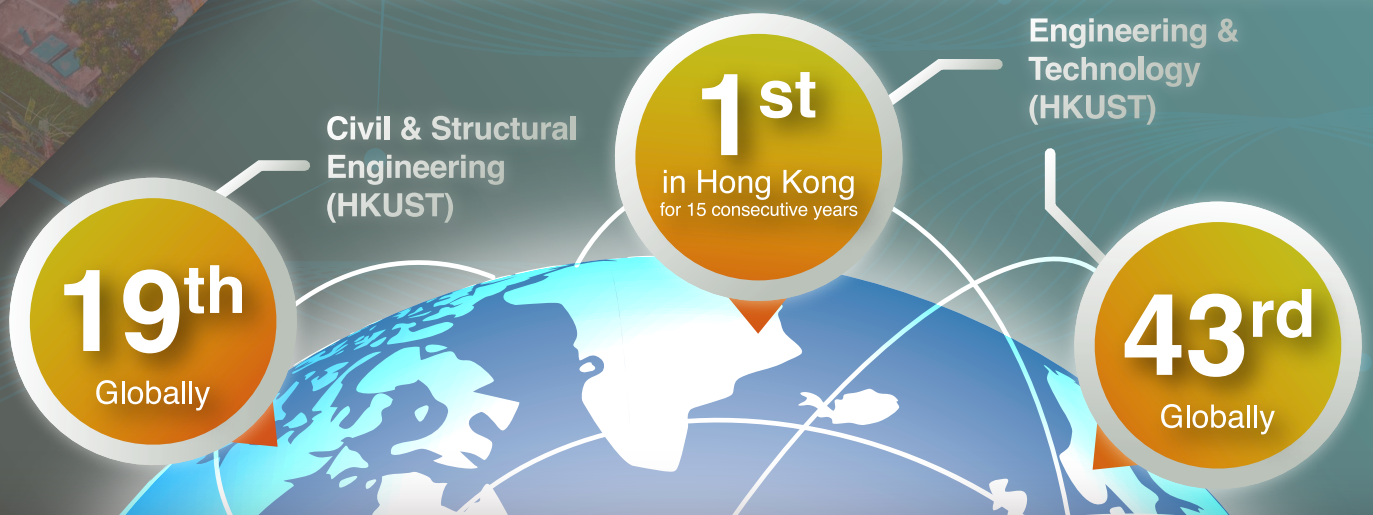 Civil & Structural
Engineering
(HKUST)
19th
Globally
1st
in Hong Kong
for 15 consecutive years
Engineering &
Technology
(HKUST)
43rd
Globally